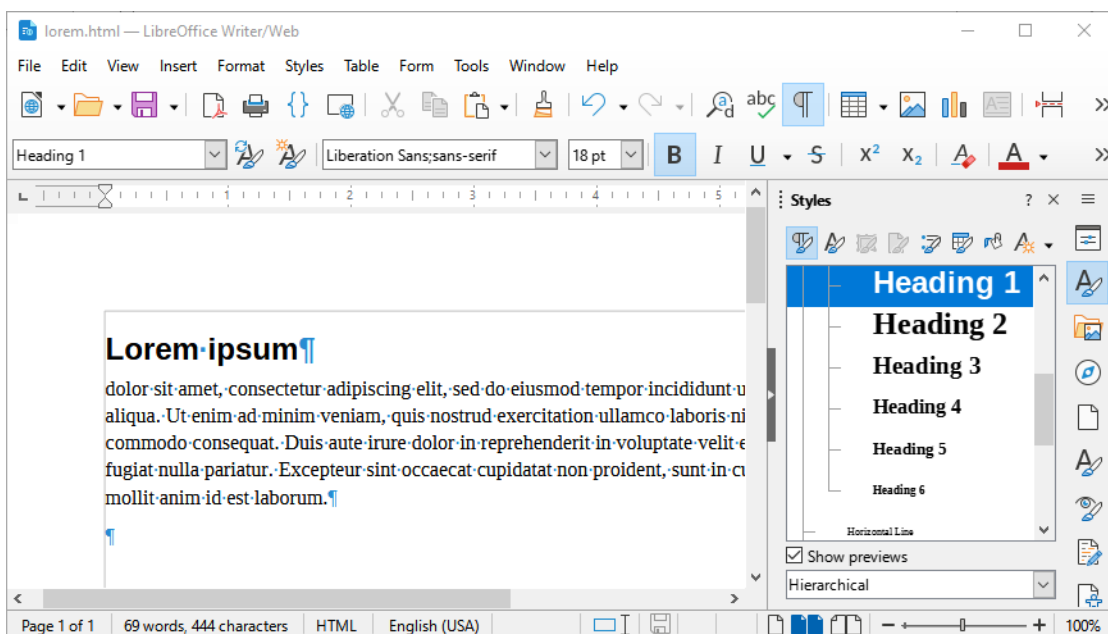 lorem.html — LibreOffice Writer/Web
File Edit View Insert Format Styles Table Form Tools Window Help
Heading 1 Liberation Sans;sans-serif 18 pt B I U S X² X₂ A A
1 2 3 4 5
Styles
Heading 1
Heading 2
Heading 3
Heading 4
Heading 5
Heading 6
Horizontal Line
Show previews
Hierarchical
Lorem·ipsum¶
dolor·sit·amet,·consectetur·adipiscing·elit,·sed·do·eiusmod·tempor·incididunt·u
aliqua.·Ut·enim·ad·minim·veniam,·quis·nostrud·exercitation·ullamco·laboris·ni
commodo·consequat.·Duis·aute·irure·dolor·in·reprehenderit·in·voluptate·velit·e
fugiat·nulla·pariatur.·Excepteur·sint·occaecat·cupidatat·non·proident,·sunt·in·cu
mollit·anim·id·est·laborum.¶
¶
Page 1 of 1 69 words, 444 characters HTML English (USA) 100%